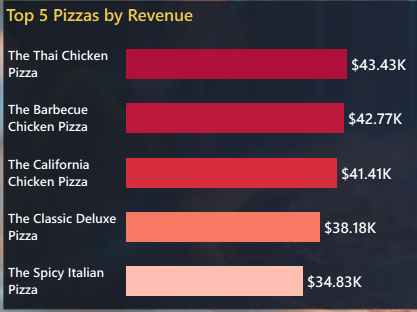 Top 5 Pizzas by Revenue
The Thai Chicken
Pizza
$43.43K
The Barbecue
Chicken Pizza
$42.77K
The California
Chicken Pizza
$41.41K
The Classic Deluxe
Pizza
$38.18K
The Spicy Italian
Pizza
$34.83K